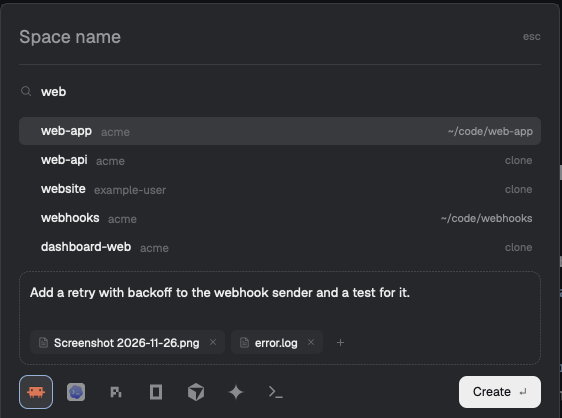 Space name esc
web
web-app acme ~/code/web-app
web-api acme clone
website example-user clone
webhooks acme ~/code/webhooks
dashboard-web acme clone
Add a retry with backoff to the webhook sender and a test for it.
Screenshot 2026-11-26.png × error.log × +
Create ↵